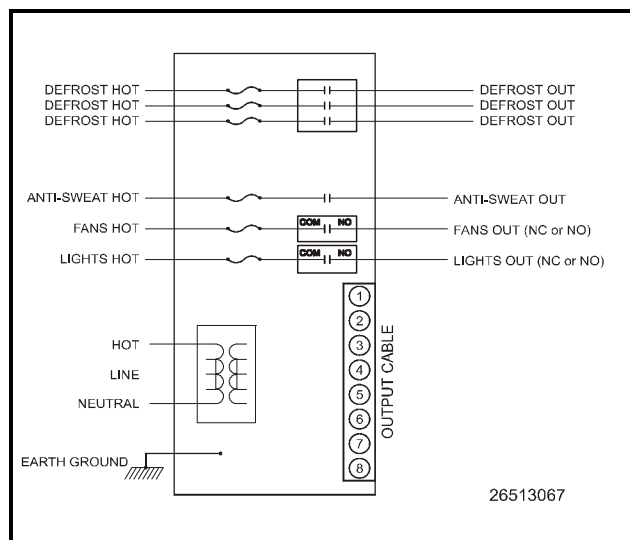 DEFROST HOT DEFROST OUT
DEFROST HOT DEFROST OUT
DEFROST HOT DEFROST OUT
ANTI-SWEAT HOT ANTI-SWEAT OUT
COM NO
FANS HOT FANS OUT (NC or NO)
COM NO
LIGHTS HOT LIGHTS OUT (NC or NO)
1
2
3
4
5
6
7
8
OUTPUT CABLE
HOT
LINE
NEUTRAL
EARTH GROUND
26513067